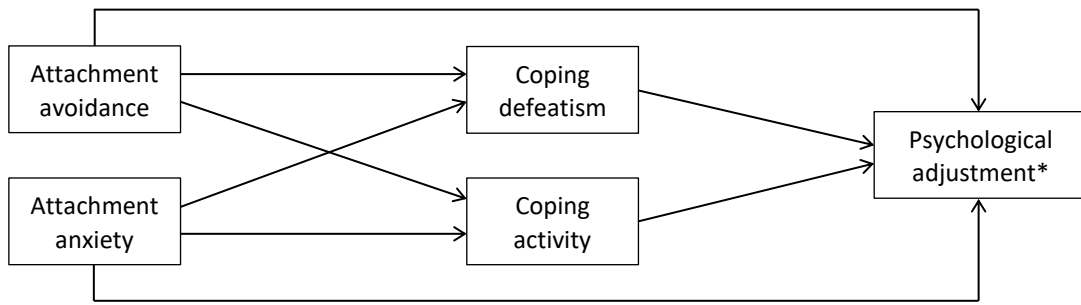 Attachment
avoidance
Coping
defeatism
Psychological
adjustment*
Attachment
anxiety
Coping
activity